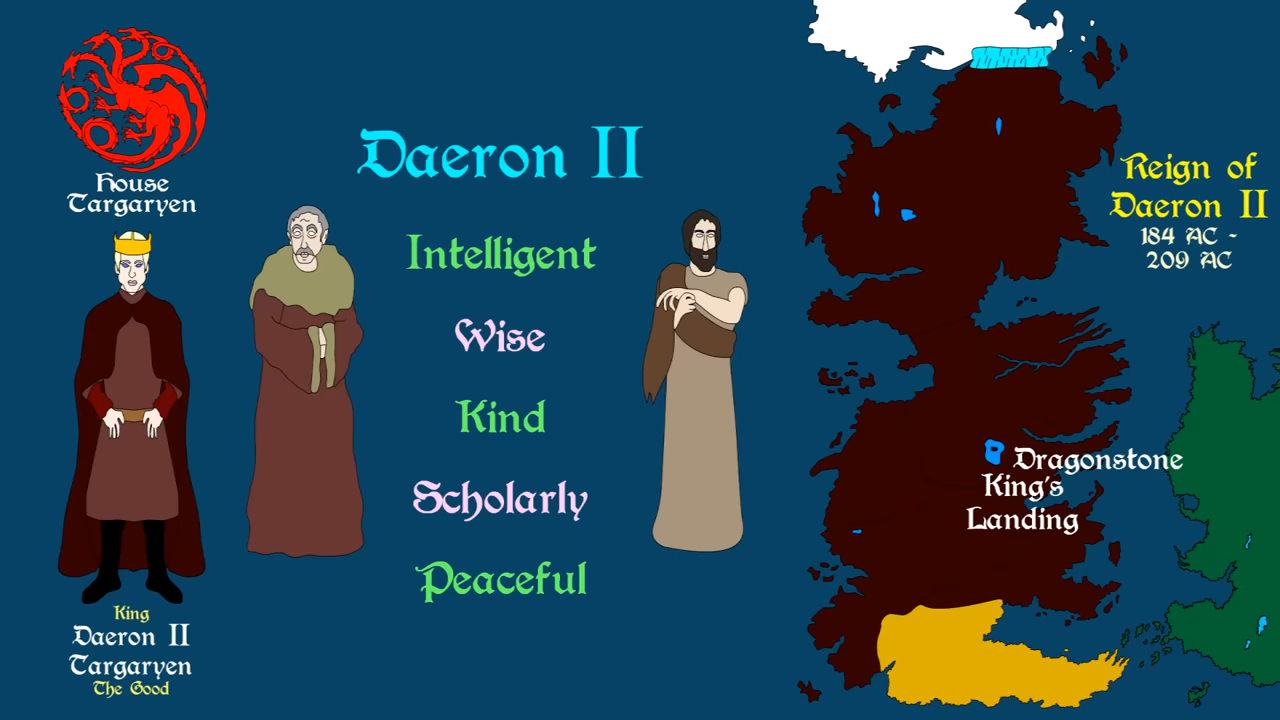 House
Targaryen
King
Daeron II
Targaryen
The Good
Daeron II
Intelligent
Wise
Kind
Scholarly
Peaceful
Reign of
Daeron II
184 AC -
209 AC
Dragonstone
King's
Landing